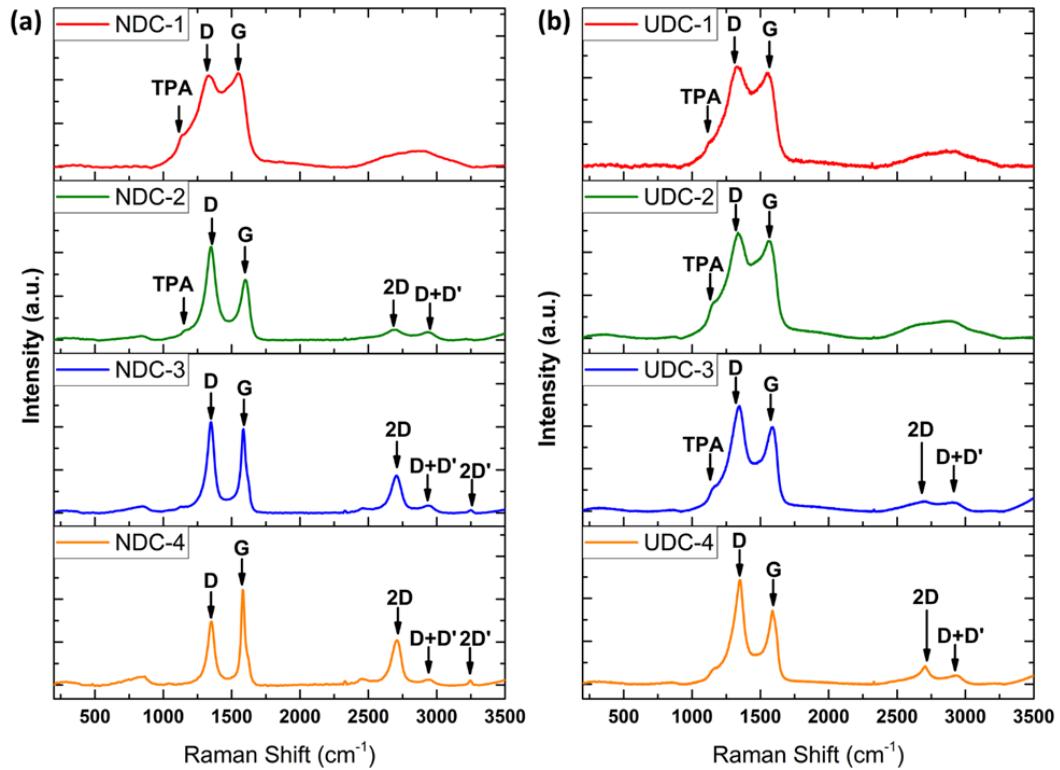 (a)
NDC-1
TPA
D
G
NDC-2
TPA
D
G
2D
D+D'
NDC-3
D
G
2D
D+D'
2D'
NDC-4
D
G
2D
D+D'
2D'
Intensity (a.u.)
500 1000 1500 2000 2500 3000 3500
Raman Shift (cm⁻¹)
(b)
UDC-1
TPA
D
G
UDC-2
TPA
D
G
UDC-3
TPA
D
G
2D
D+D'
UDC-4
D
G
2D
D+D'
Intensity (a.u.)
500 1000 1500 2000 2500 3000 3500
Raman Shift (cm⁻¹)